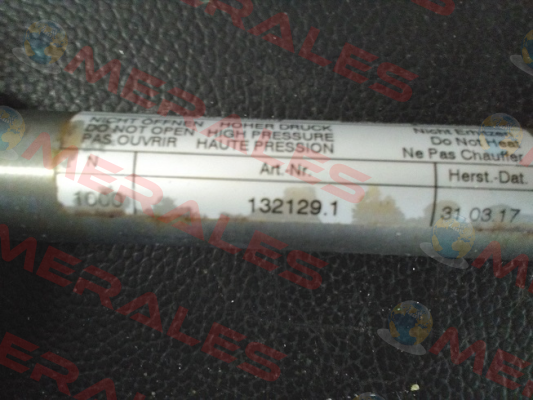 NICHT ÖFFNEN HOHER DRUCK Nicht Erhitzen
DO NOT OPEN HIGH PRESSURE Do Not Heat
PAS OUVRIR HAUTE PRESSION Ne Pas Chauffer
N Art.-Nr. Herst.-Dat.
1000 132129.1 31.03.17
MERALES
MERALES
MERALES
MERALES